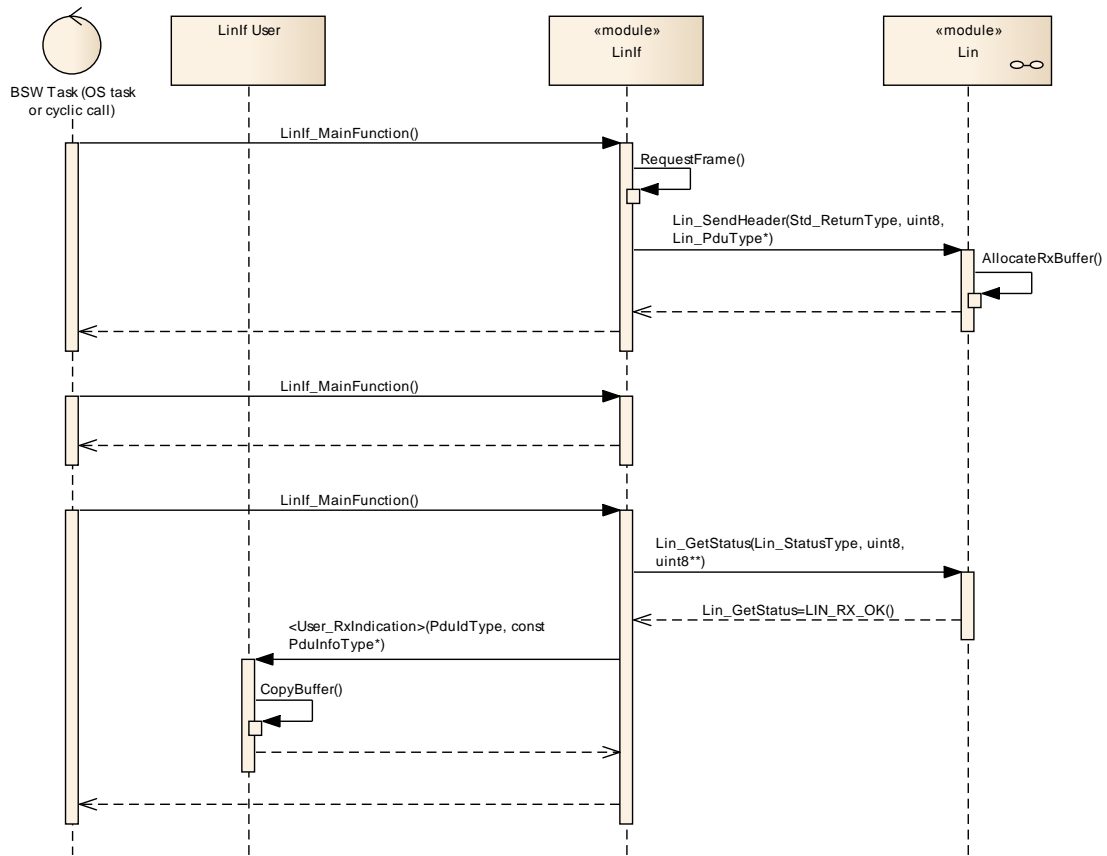 LinIf User
«module»
LinIf
«module»
Lin
BSW Task (OS task
or cyclic call)
LinIf_MainFunction()
RequestFrame()
Lin_SendHeader(Std_ReturnType, uint8,
Lin_PduType*)
AllocateRxBuffer()
LinIf_MainFunction()
LinIf_MainFunction()
Lin_GetStatus(Lin_StatusType, uint8,
uint8**)
Lin_GetStatus=LIN_RX_OK()
<User_RxIndication>(PduIdType, const
PduInfoType*)
CopyBuffer()